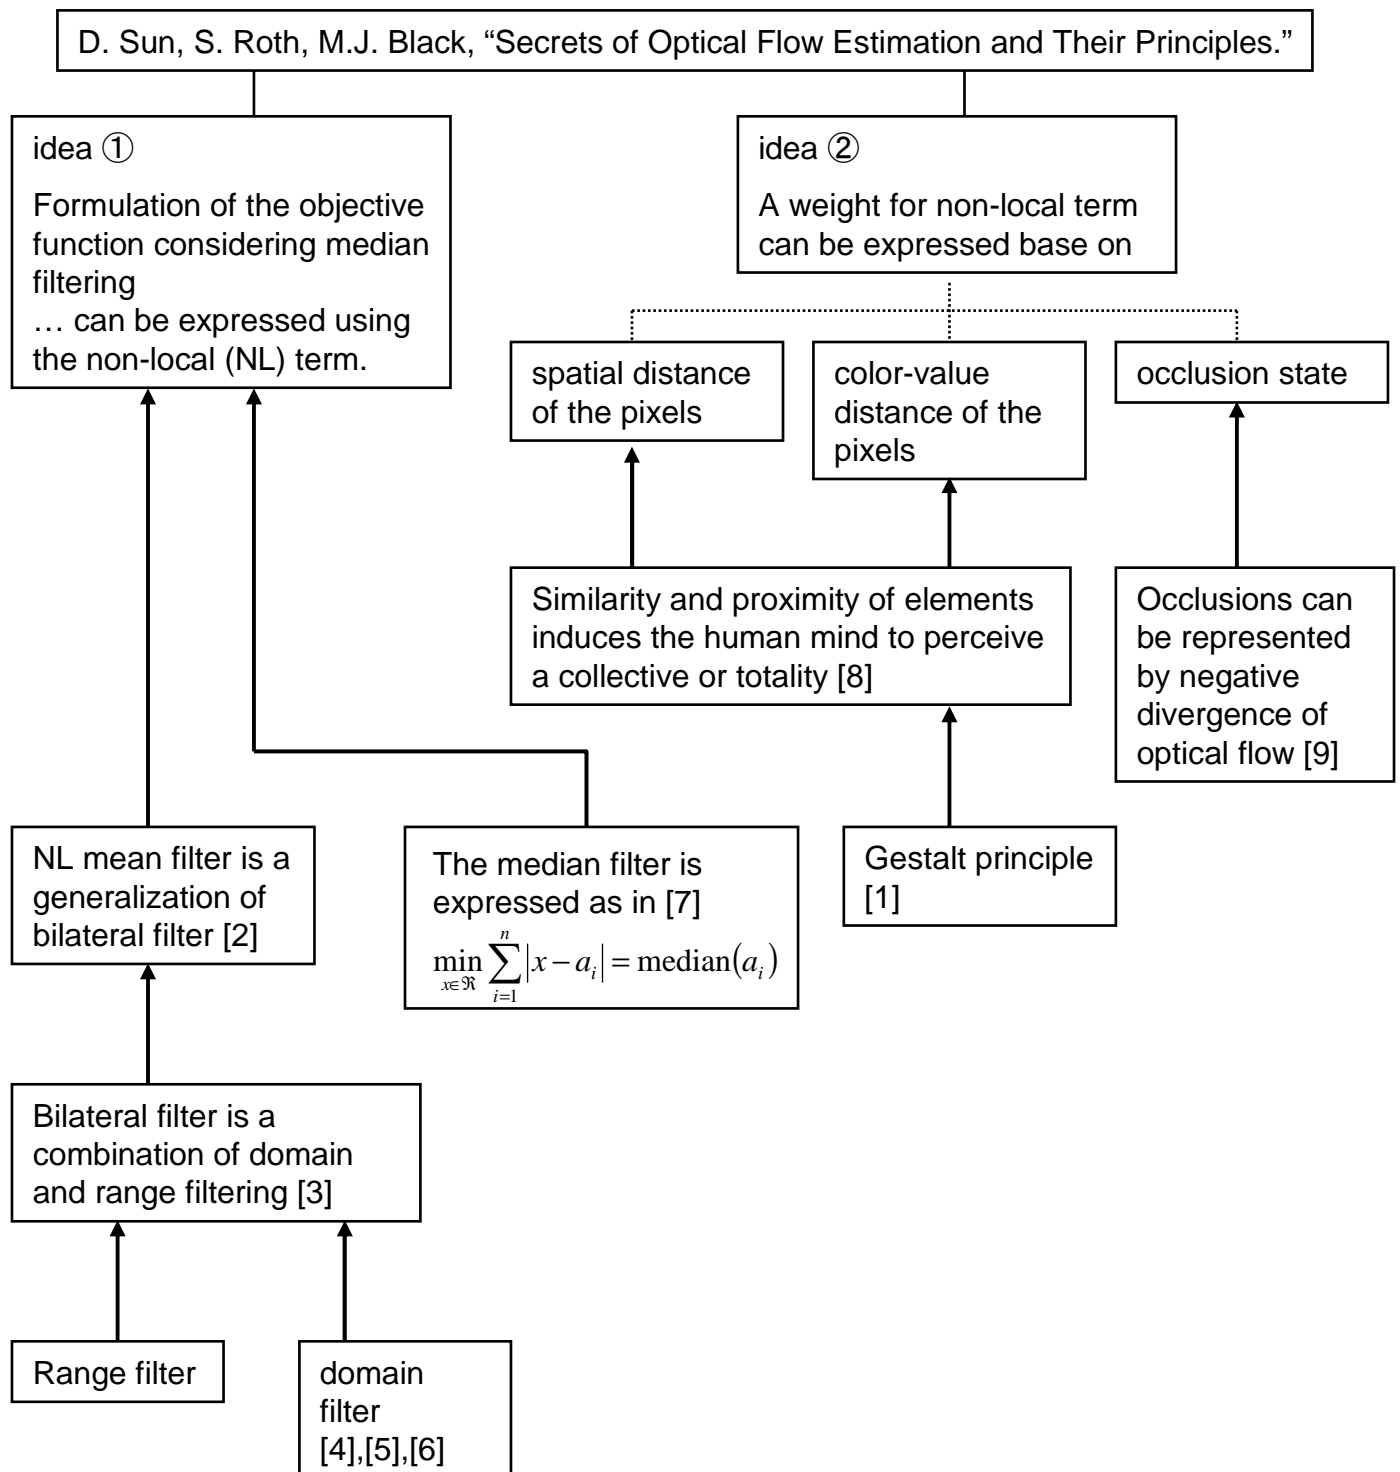 D. Sun, S. Roth, M.J. Black, “Secrets of Optical Flow Estimation and Their Principles.”
idea ①
Formulation of the objective
function considering median
filtering
… can be expressed using
the non-local (NL) term.
idea ②
A weight for non-local term
can be expressed base on
spatial distance
of the pixels
color-value
distance of the
pixels
occlusion state
Similarity and proximity of elements
induces the human mind to perceive
a collective or totality [8]
Occlusions can
be represented
by negative
divergence of
optical flow [9]
NL mean filter is a
generalization of
bilateral filter [2]
The median filter is
expressed as in [7]
min_{x∈ℜ} ∑_{i=1}^{n} |x − a_i| = median(a_i)
Gestalt principle
[1]
Bilateral filter is a
combination of domain
and range filtering [3]
Range filter
domain
filter
[4],[5],[6]